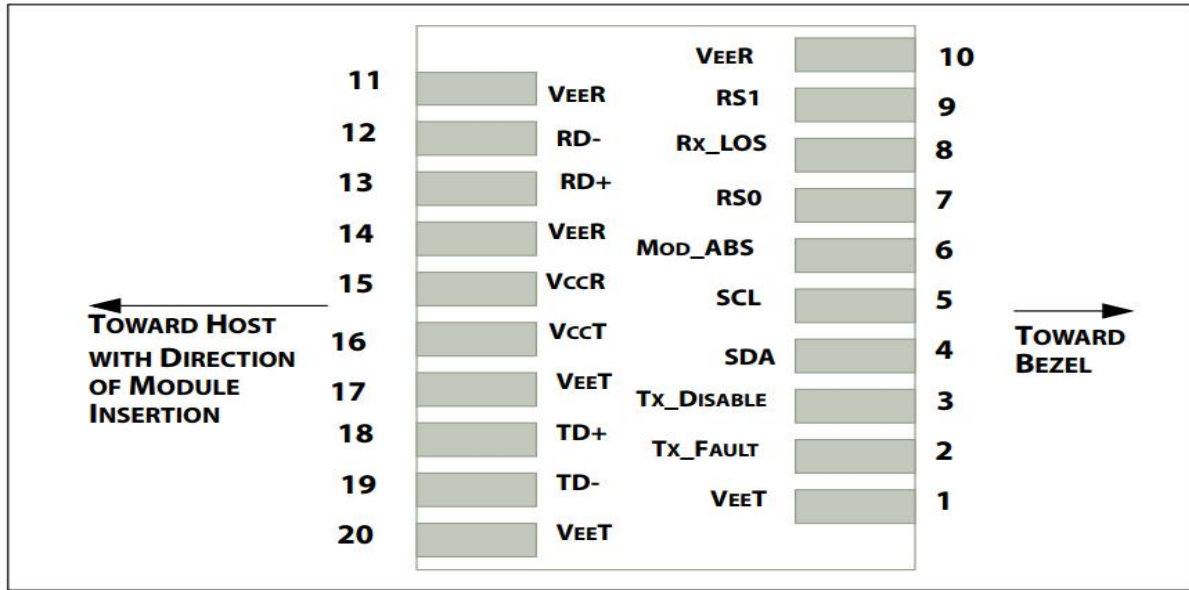 11 VEER
12 RD-
13 RD+
14 VEER
15 VCCR
16 VCCT
17 VEET
18 TD+
19 TD-
20 VEET
VEER 10
RS1 9
RX_LOS 8
RS0 7
MOD_ABS 6
SCL 5
SDA 4
TX_DISABLE 3
TX_FAULT 2
VEET 1
TOWARD HOST
WITH DIRECTION
OF MODULE
INSERTION
TOWARD
BEZEL